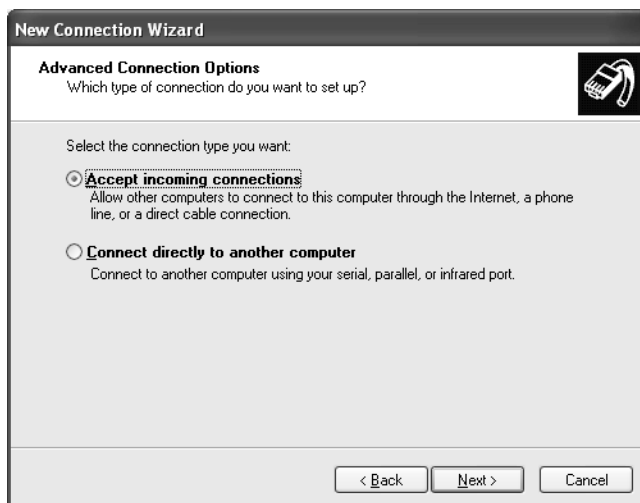 New Connection Wizard
Advanced Connection Options
Which type of connection do you want to set up?
Select the connection type you want:
Accept incoming connections
Allow other computers to connect to this computer through the Internet, a phone
line, or a direct cable connection.
Connect directly to another computer
Connect to another computer using your serial, parallel, or infrared port.
< Back Next > Cancel